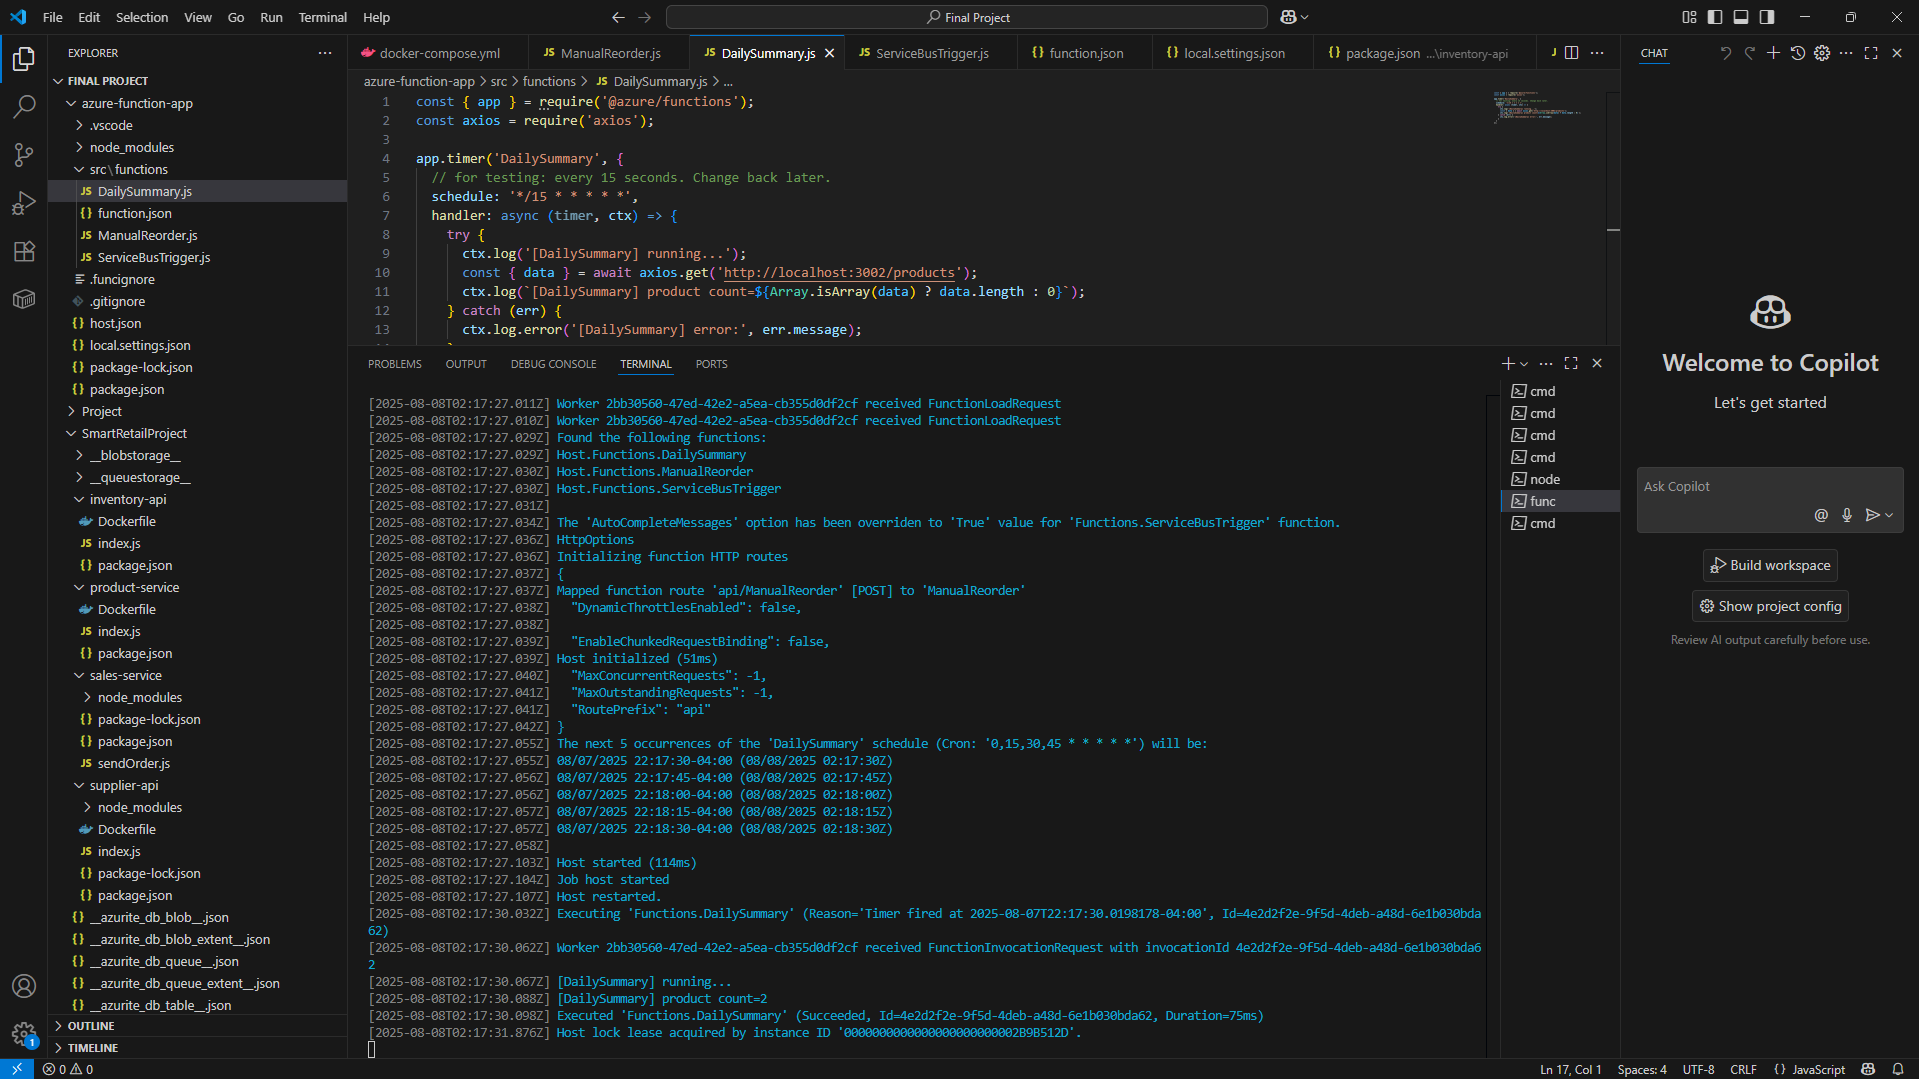 File Edit Selection View Go Run Terminal Help
Final Project
EXPLORER
FINAL PROJECT
azure-function-app
.vscode
node_modules
src\functions
JS DailySummary.js
{} function.json
JS ManualReorder.js
JS ServiceBusTrigger.js
.funcignore
.gitignore
{} host.json
{} local.settings.json
{} package-lock.json
{} package.json
Project
SmartRetailProject
__blobstorage__
__queuestorage__
inventory-api
Dockerfile
JS index.js
{} package.json
product-service
Dockerfile
JS index.js
{} package.json
sales-service
node_modules
{} package-lock.json
{} package.json
JS sendOrder.js
supplier-api
node_modules
Dockerfile
JS index.js
{} package-lock.json
{} package.json
{} __azurite_db_blob__.json
{} __azurite_db_blob_extent__.json
{} __azurite_db_queue__.json
{} __azurite_db_queue_extent__.json
{} __azurite_db_table__.json
OUTLINE
TIMELINE
docker-compose.yml JS ManualReorder.js JS DailySummary.js JS ServiceBusTrigger.js {} function.json {} local.settings.json {} package.json ...\inventory-api J
azure-function-app > src > functions > JS DailySummary.js > ...
1 const { app } = require('@azure/functions');
2 const axios = require('axios');
3
4 app.timer('DailySummary', {
5 // for testing: every 15 seconds. Change back later.
6 schedule: '*/15 * * * * *',
7 handler: async (timer, ctx) => {
8 try {
9 ctx.log('[DailySummary] running...');
10 const { data } = await axios.get('http://localhost:3002/products');
11 ctx.log(`[DailySummary] product count=${Array.isArray(data) ? data.length : 0}`);
12 } catch (err) {
13 ctx.log.error('[DailySummary] error:', err.message);
PROBLEMS OUTPUT DEBUG CONSOLE TERMINAL PORTS
[2025-08-08T02:17:27.011Z] Worker 2bb30560-47ed-42e2-a5ea-cb355d0df2cf received FunctionLoadRequest
[2025-08-08T02:17:27.010Z] Worker 2bb30560-47ed-42e2-a5ea-cb355d0df2cf received FunctionLoadRequest
[2025-08-08T02:17:27.029Z] Found the following functions:
[2025-08-08T02:17:27.029Z] Host.Functions.DailySummary
[2025-08-08T02:17:27.030Z] Host.Functions.ManualReorder
[2025-08-08T02:17:27.030Z] Host.Functions.ServiceBusTrigger
[2025-08-08T02:17:27.031Z]
[2025-08-08T02:17:27.034Z] The 'AutoCompleteMessages' option has been overriden to 'True' value for 'Functions.ServiceBusTrigger' function.
[2025-08-08T02:17:27.036Z] HttpOptions
[2025-08-08T02:17:27.036Z] Initializing function HTTP routes
[2025-08-08T02:17:27.037Z] {
[2025-08-08T02:17:27.037Z] Mapped function route 'api/ManualReorder' [POST] to 'ManualReorder'
[2025-08-08T02:17:27.038Z] "DynamicThrottlesEnabled": false,
[2025-08-08T02:17:27.038Z]
[2025-08-08T02:17:27.039Z] "EnableChunkedRequestBinding": false,
[2025-08-08T02:17:27.039Z] Host initialized (51ms)
[2025-08-08T02:17:27.040Z] "MaxConcurrentRequests": -1,
[2025-08-08T02:17:27.041Z] "MaxOutstandingRequests": -1,
[2025-08-08T02:17:27.041Z] "RoutePrefix": "api"
[2025-08-08T02:17:27.042Z] }
[2025-08-08T02:17:27.055Z] The next 5 occurrences of the 'DailySummary' schedule (Cron: '0,15,30,45 * * * * *') will be:
[2025-08-08T02:17:27.055Z] 08/07/2025 22:17:30-04:00 (08/08/2025 02:17:30Z)
[2025-08-08T02:17:27.056Z] 08/07/2025 22:17:45-04:00 (08/08/2025 02:17:45Z)
[2025-08-08T02:17:27.056Z] 08/07/2025 22:18:00-04:00 (08/08/2025 02:18:00Z)
[2025-08-08T02:17:27.057Z] 08/07/2025 22:18:15-04:00 (08/08/2025 02:18:15Z)
[2025-08-08T02:17:27.057Z] 08/07/2025 22:18:30-04:00 (08/08/2025 02:18:30Z)
[2025-08-08T02:17:27.058Z]
[2025-08-08T02:17:27.103Z] Host started (114ms)
[2025-08-08T02:17:27.104Z] Job host started
[2025-08-08T02:17:27.107Z] Host restarted.
[2025-08-08T02:17:30.032Z] Executing 'Functions.DailySummary' (Reason='Timer fired at 2025-08-07T22:17:30.0198178-04:00', Id=4e2d2f2e-9f5d-4deb-a48d-6e1b030bda
62)
[2025-08-08T02:17:30.062Z] Worker 2bb30560-47ed-42e2-a5ea-cb355d0df2cf received FunctionInvocationRequest with invocationId 4e2d2f2e-9f5d-4deb-a48d-6e1b030bda6
2
[2025-08-08T02:17:30.067Z] [DailySummary] running...
[2025-08-08T02:17:30.088Z] [DailySummary] product count=2
[2025-08-08T02:17:30.098Z] Executed 'Functions.DailySummary' (Succeeded, Id=4e2d2f2e-9f5d-4deb-a48d-6e1b030bda62, Duration=75ms)
[2025-08-08T02:17:31.876Z] Host lock lease acquired by instance ID '0000000000000000000000002B9B512D'.
cmd
cmd
cmd
cmd
node
func
cmd
CHAT
Welcome to Copilot
Let's get started
Ask Copilot
@
Build workspace
Show project config
Review AI output carefully before use.
1
0 0
Ln 17, Col 1 Spaces: 4 UTF-8 CRLF {} JavaScript